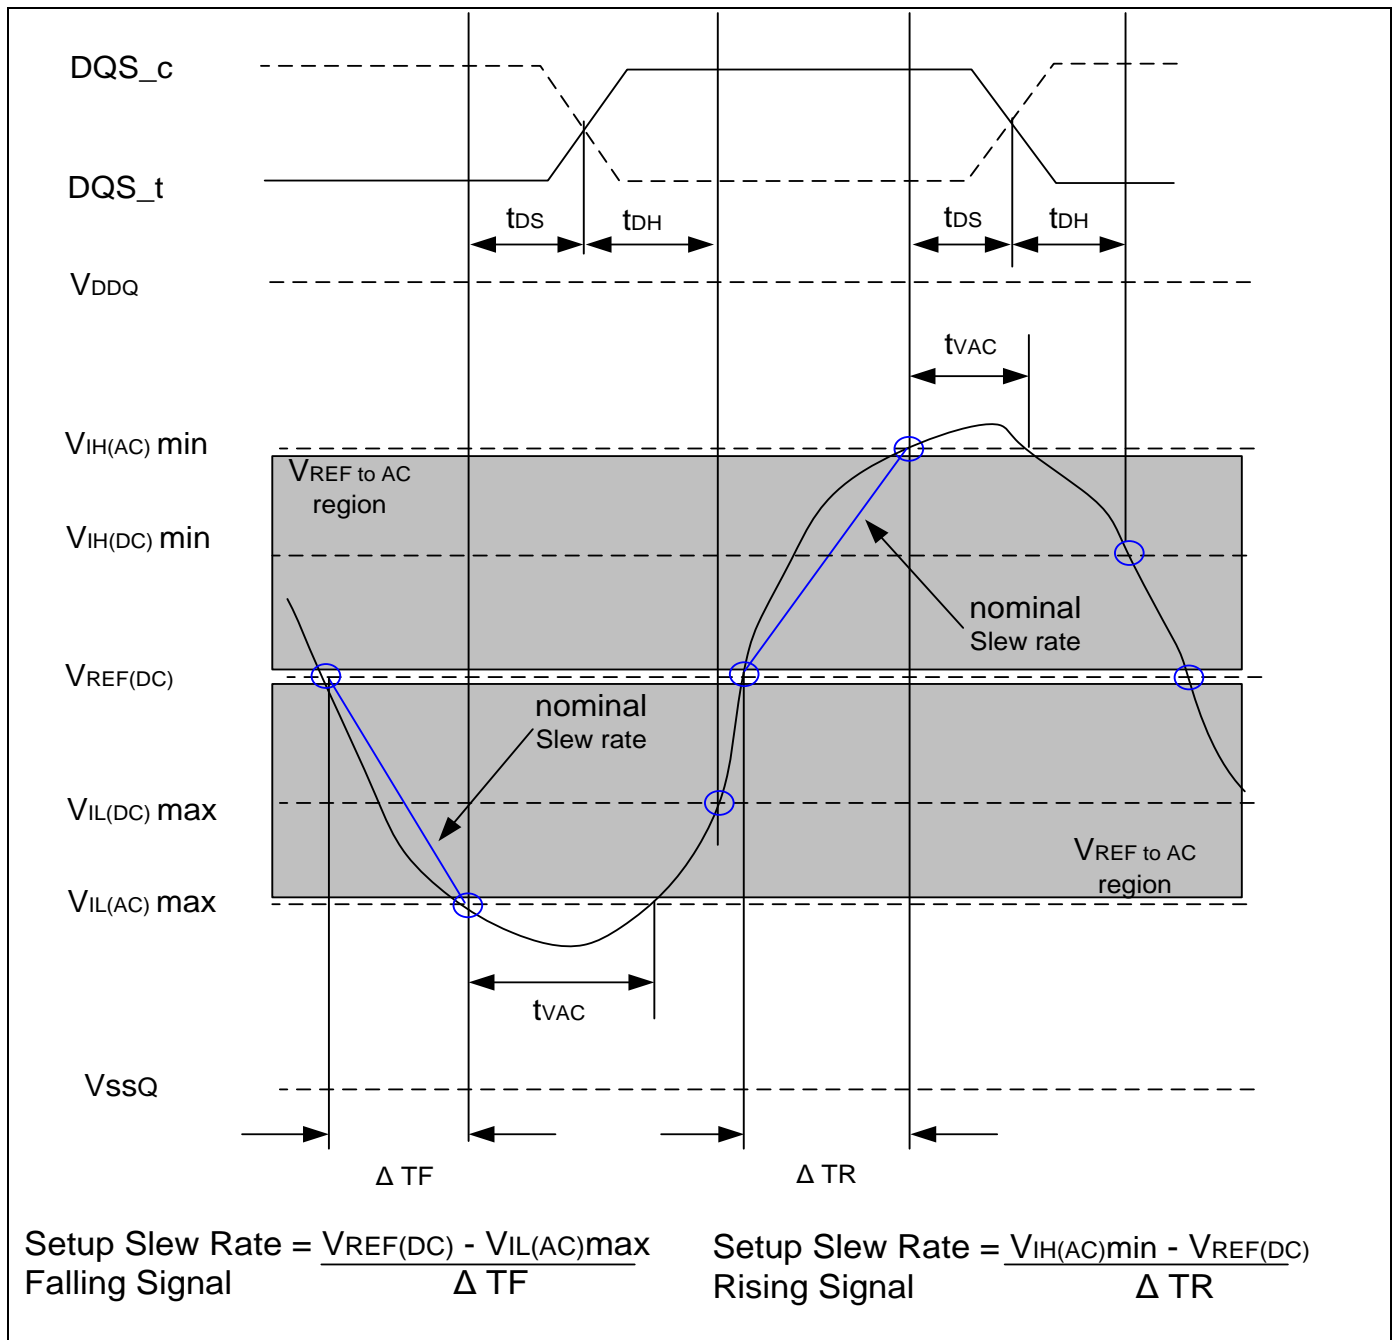 DQS_c
DQS_t
tDS
tDH
tDS
tDH
VDDQ
tVAC
VIH(AC) min
VREF to AC
region
VIH(DC) min
nominal
Slew rate
VREF(DC)
nominal
Slew rate
VIL(DC) max
VREF to AC
region
VIL(AC) max
tVAC
VssQ
Δ TF
Δ TR
Setup Slew Rate = VREF(DC) - VIL(AC)max
Falling Signal
Δ TF
Setup Slew Rate = VIH(AC)min - VREF(DC)
Rising Signal
Δ TR